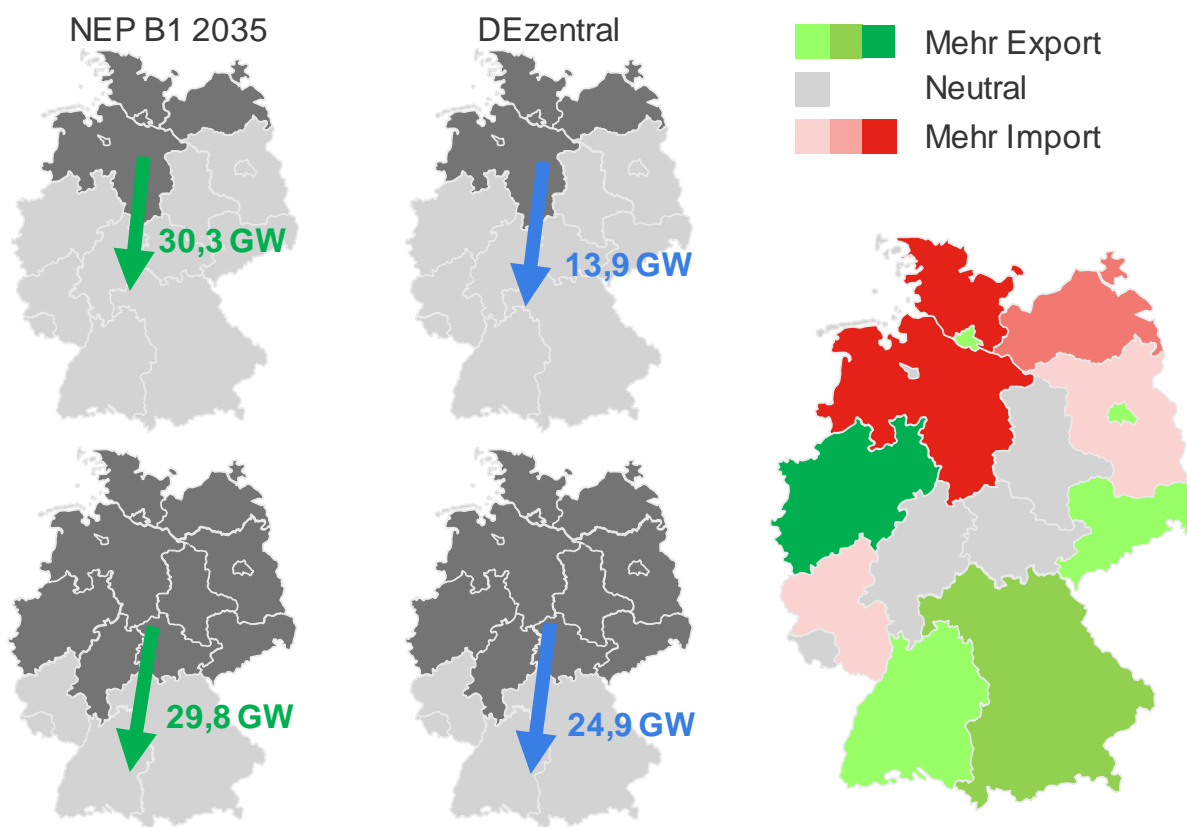 NEP B1 2035
DEzentral
Mehr Export
Neutral
Mehr Import
30,3 GW
13,9 GW
29,8 GW
24,9 GW